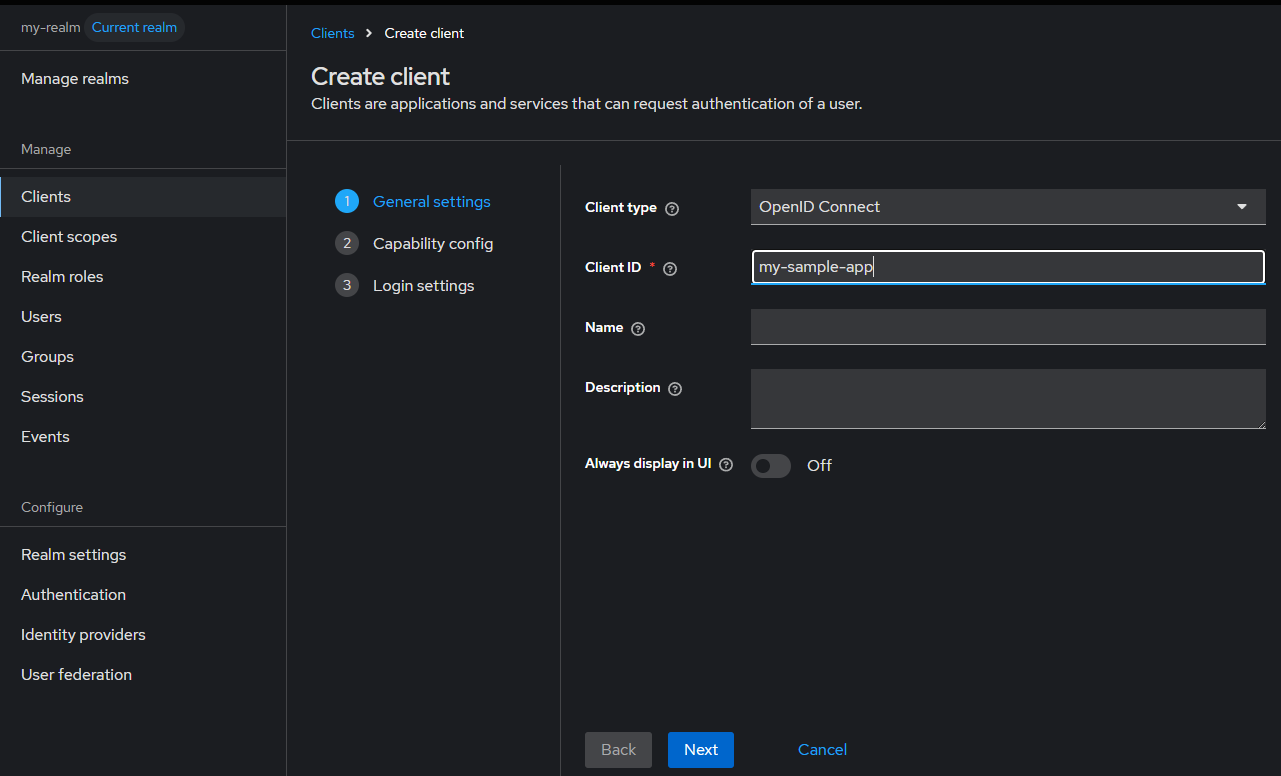 my-realm Current realm
Manage realms
Manage
Clients
Client scopes
Realm roles
Users
Groups
Sessions
Events
Configure
Realm settings
Authentication
Identity providers
User federation
Clients > Create client
Create client
Clients are applications and services that can request authentication of a user.
1 General settings
2 Capability config
3 Login settings
Client type ? OpenID Connect
Client ID * ? my-sample-app
Name ?
Description ?
Always display in UI ? Off
Back Next Cancel